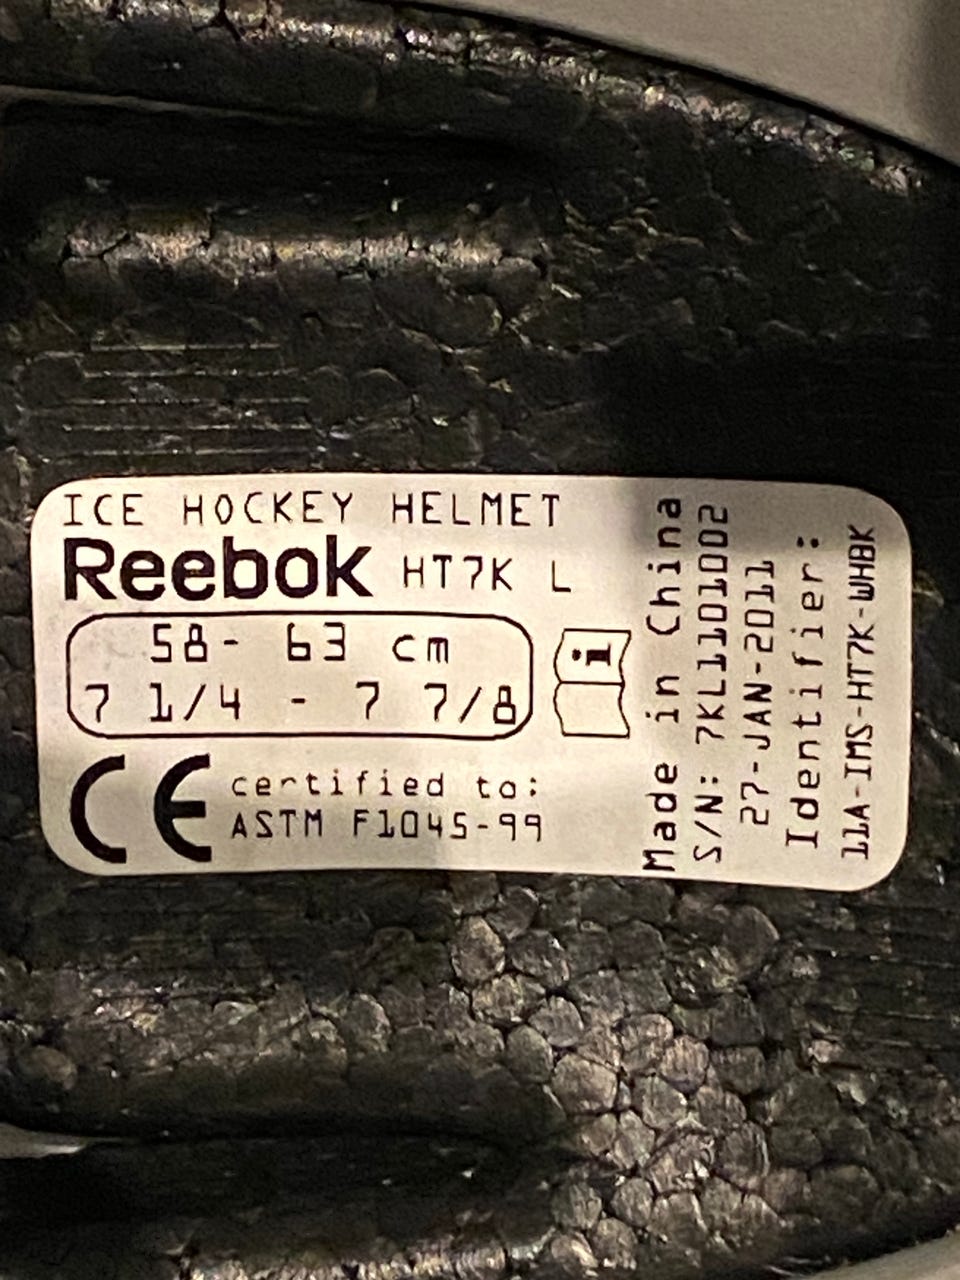 ICE HOCKEY HELMET
Reebok HT7K L
58- 63 cm
7 1/4 - 7 7/8
i
CE certified to:
ASTM F1045-99
Made in China
S/N: 7KL1101002
27-JAN-2011
Identifier:
11A-IMS-HT7K-WHBK